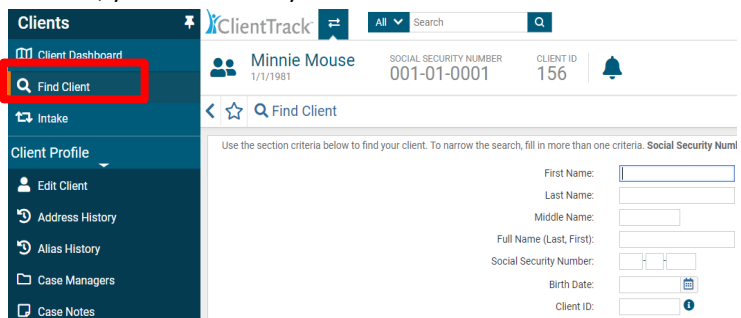 Clients
ClientTrack
All
Search
Client Dashboard
Find Client
Intake
Client Profile
Edit Client
Address History
Alias History
Case Managers
Case Notes
Minnie Mouse
1/1/1981
SOCIAL SECURITY NUMBER
001-01-0001
CLIENT ID
156
Find Client
Use the section criteria below to find your client. To narrow the search, fill in more than one criteria. Social Security
First Name:
Last Name:
Middle Name:
Full Name (Last, First):
Social Security Number:
- -
Birth Date:
Client ID: